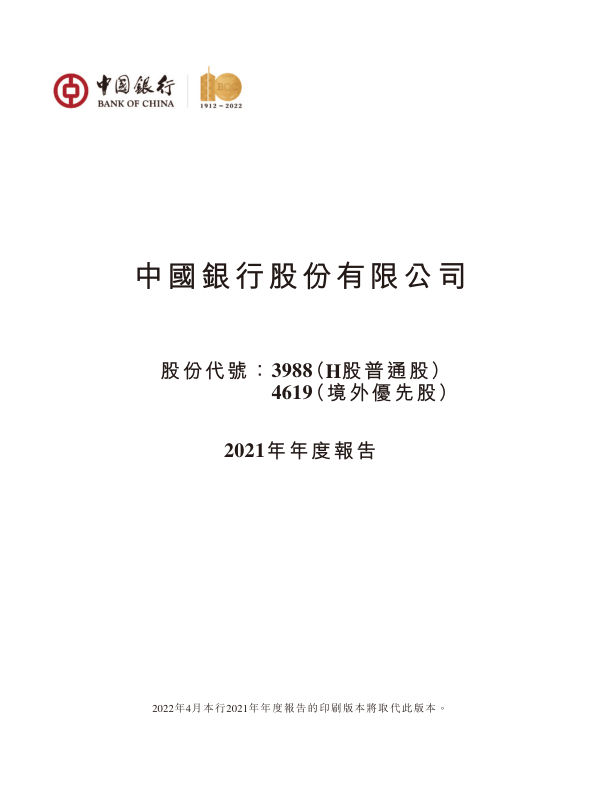 中国銀行
BANK OF CHINA
BOC
1912－2022
中國銀行股份有限公司
股份代號：3988（H股普通股）
4619（境外優先股）
2021年年度報告
2022年4月本行2021年年度報告的印刷版本將取代此版本。